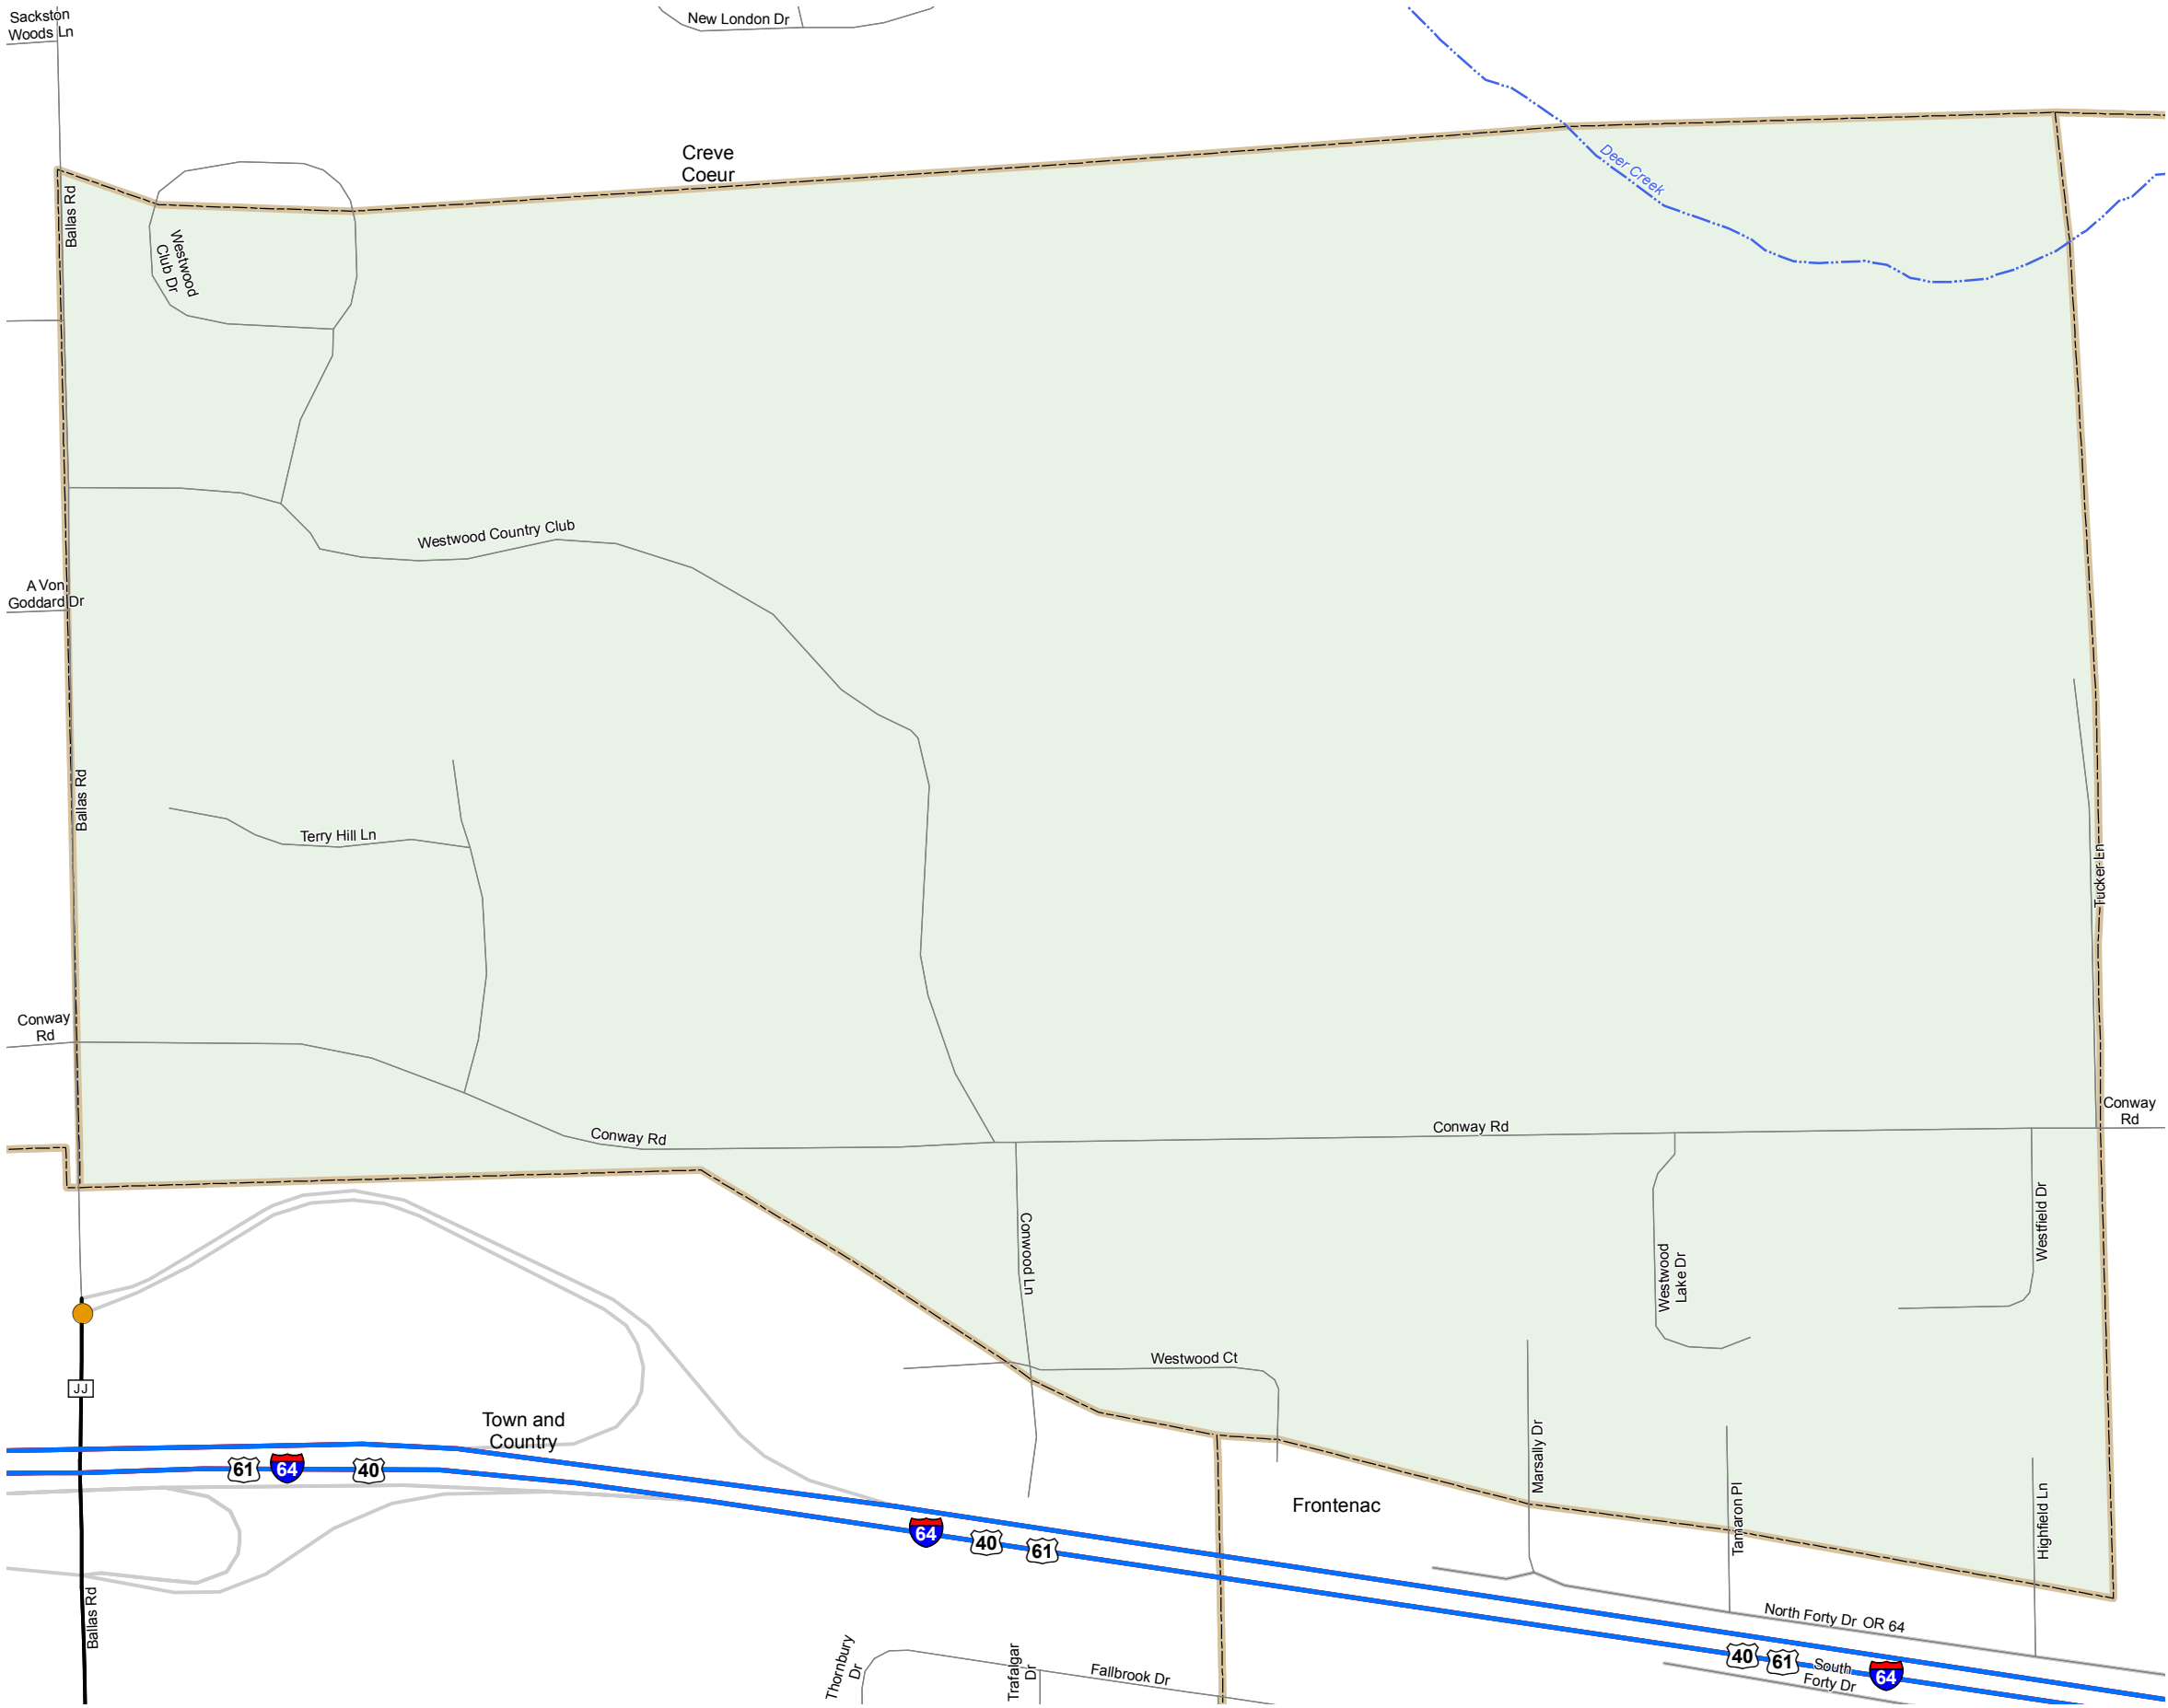 Sackston
Woods Ln
New London Dr
Creve
Coeur
Deer Creek
Ballas Rd
Westwood
Club Dr
Westwood Country Club
A Von
Goddard Dr
Ballas Rd
Terry Hill Ln
Tucker Ln
Conway
Rd
Conway Rd
Conway Rd
Conway
Rd
Conwood Ln
Westwood
Lake Dr
Westfield Dr
Westwood Ct
JJ
Town and
Country
61
64
40
Marsally Dr
Frontenac
Tamaron Pl
Highfield Ln
64
40
61
Ballas Rd
North Forty Dr OR 64
Thornbury
Dr
Trafalgar
Dr
Fallbrook Dr
40
61
South
Forty Dr
64